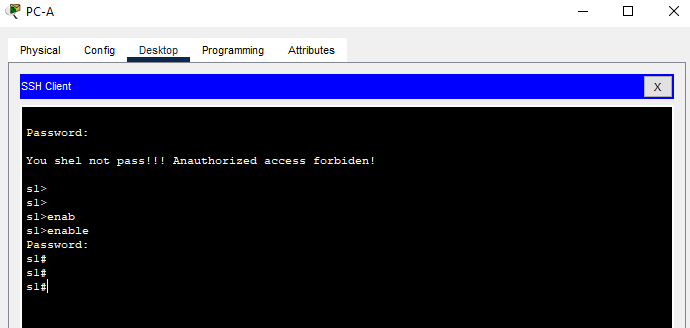 PC-A
Physical Config Desktop Programming Attributes
SSH Client X
Password:
You shel not pass!!! Anauthorized access forbiden!
s1>
s1>
s1>enab
s1>enable
Password:
s1#
s1#
s1#